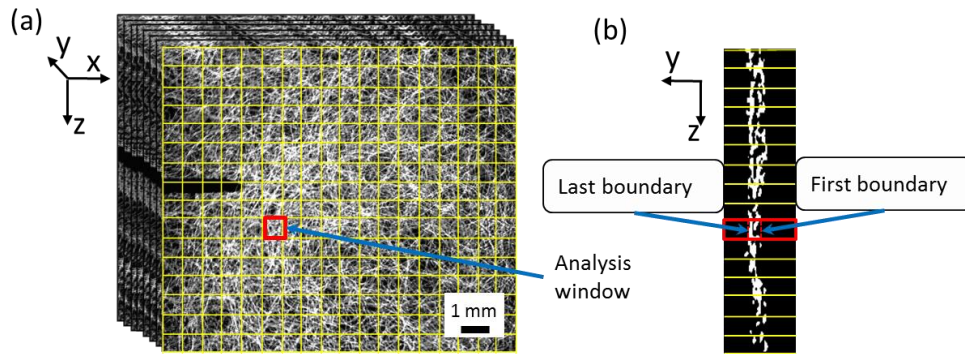 (a)
y
x
z
1 mm
Analysis
window
(b)
y
z
Last boundary
First boundary